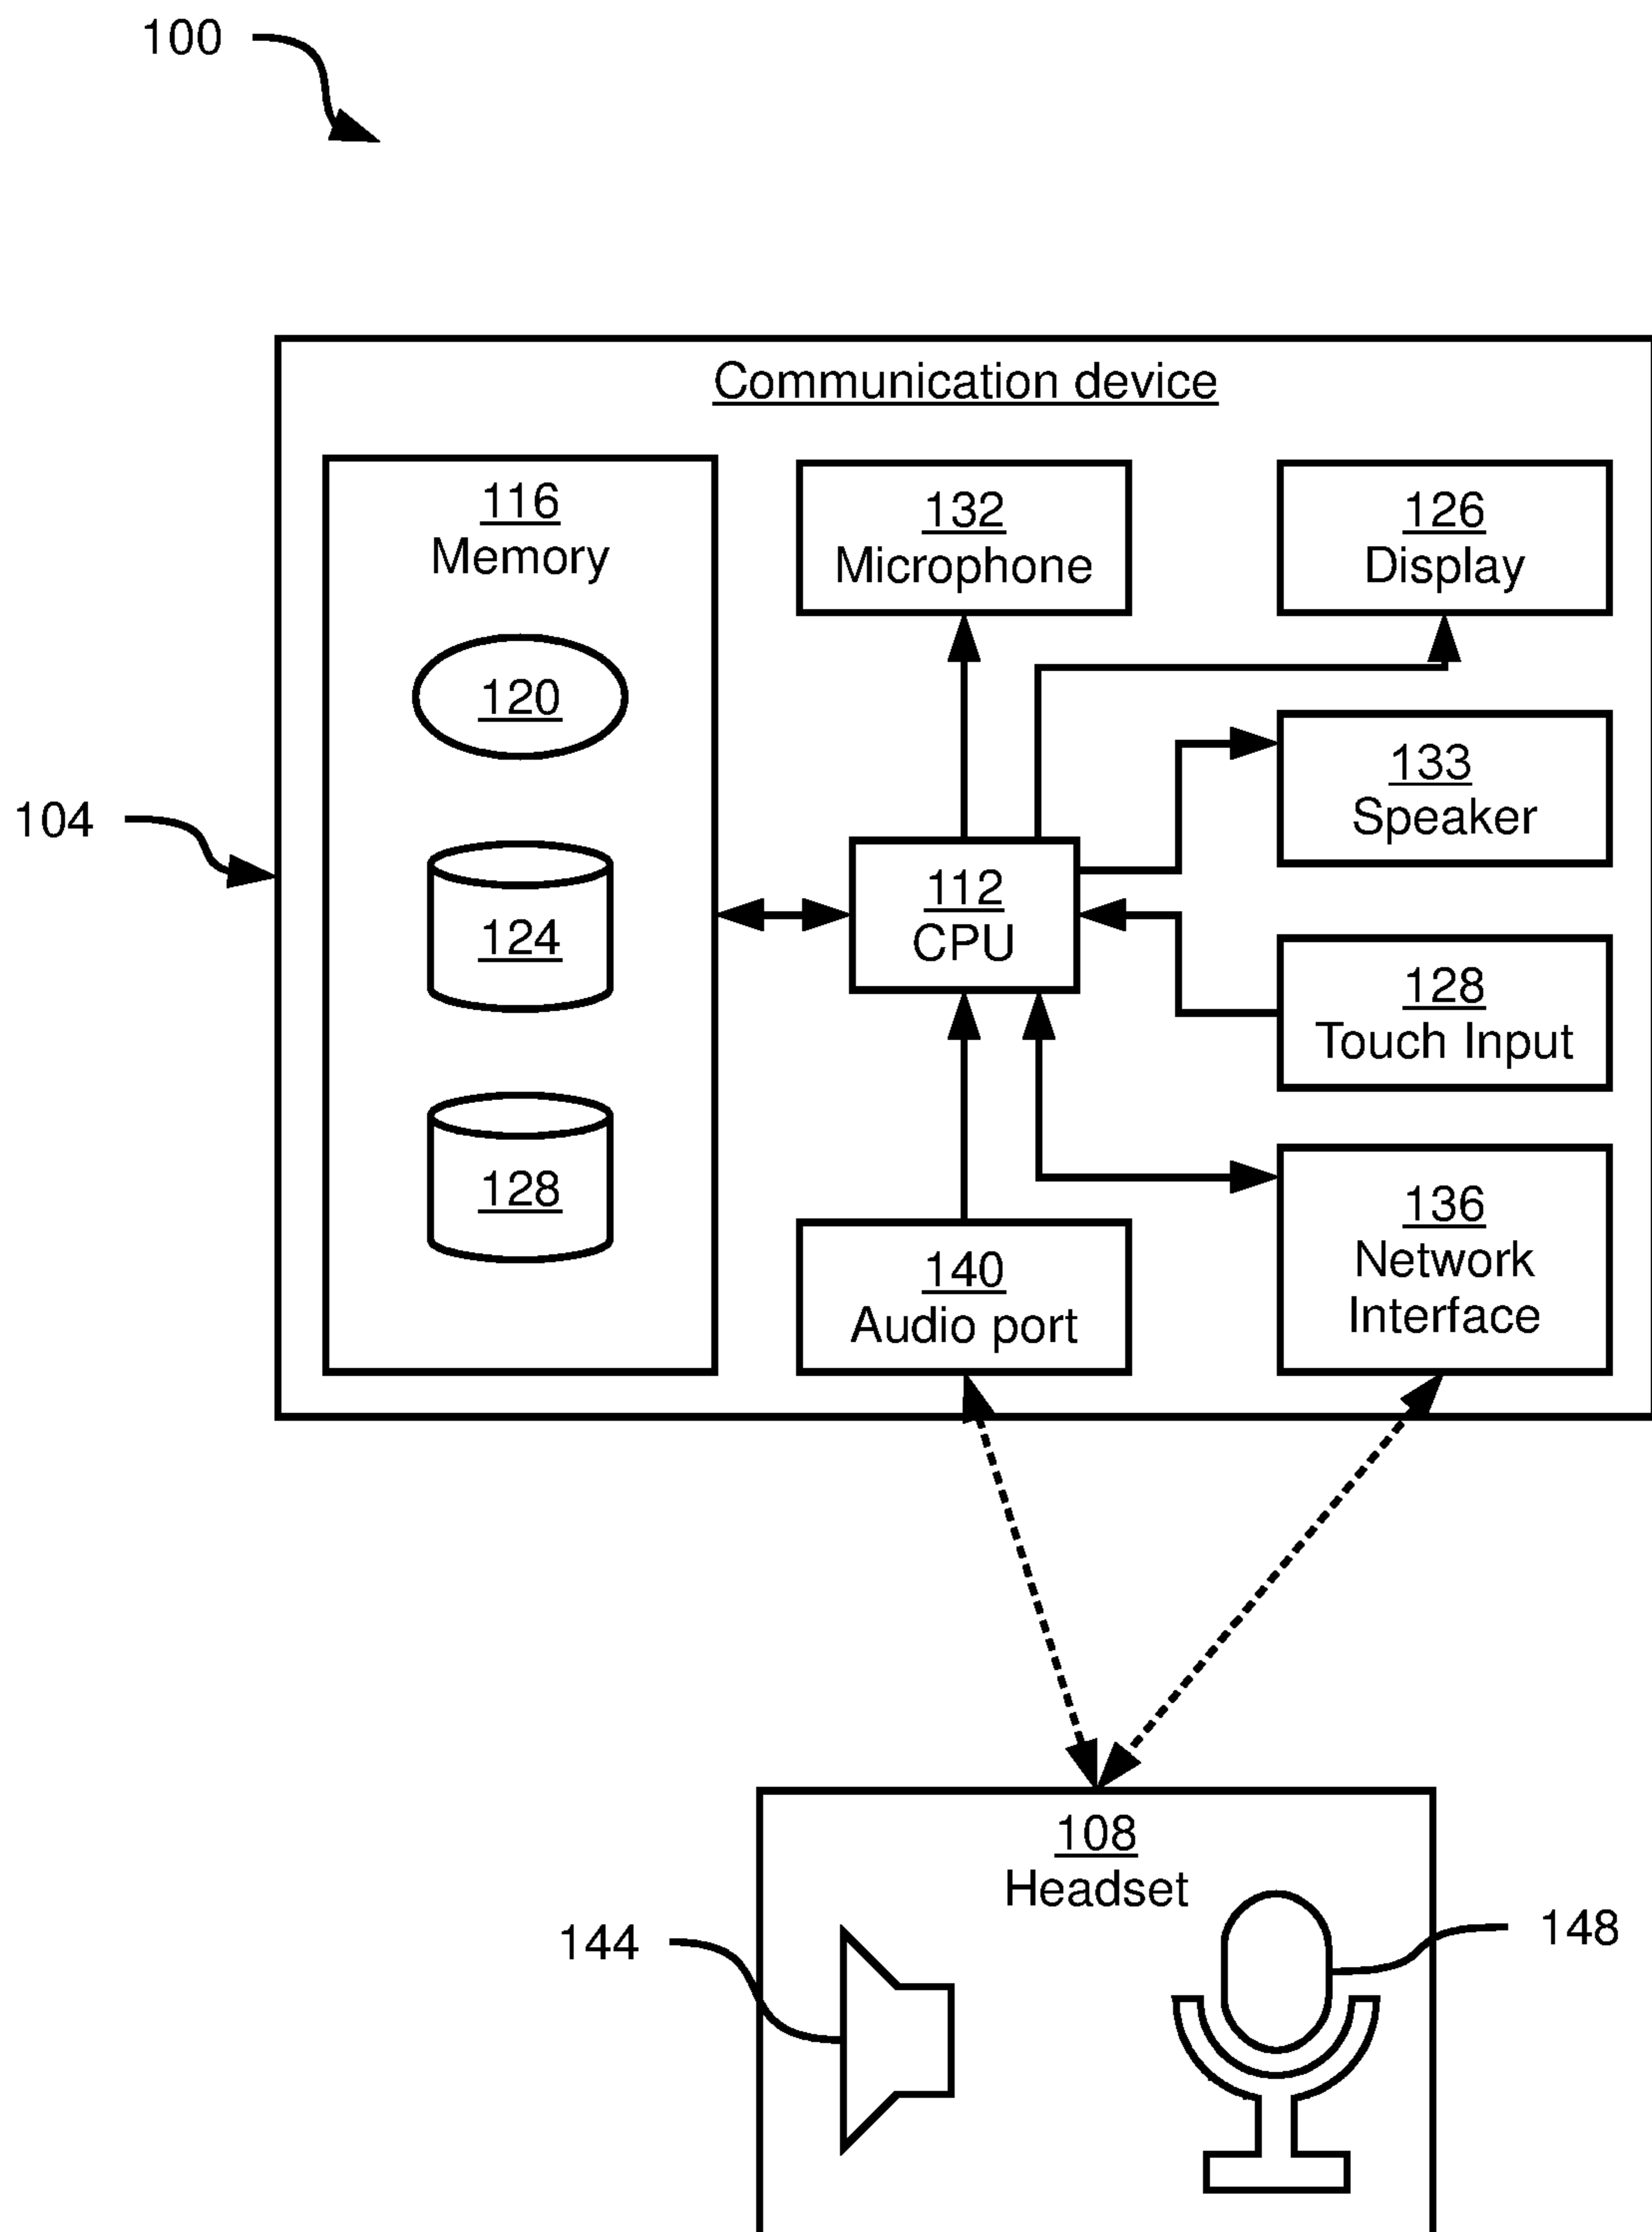 100
Communication device
116
Memory
132
Microphone
126
Display
120
133
Speaker
104
112
CPU
124
128
Touch Input
128
136
Network
Interface
140
Audio port
108
Headset
144
148